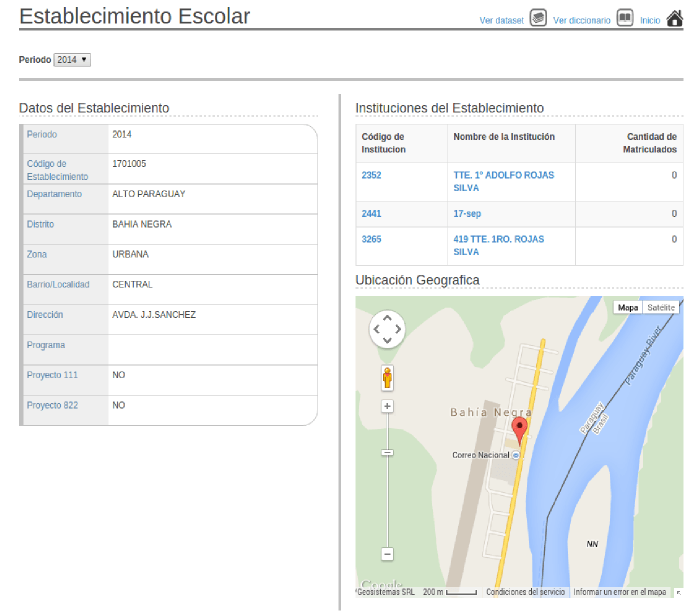 Establecimiento Escolar
Ver dataset Ver diccionario Inicio
Periodo 2014
Datos del Establecimiento
Periodo 2014
Código de Establecimiento 1701005
Departamento ALTO PARAGUAY
Distrito BAHIA NEGRA
Zona URBANA
Barrio/Localidad CENTRAL
Dirección AVDA. J.J.SANCHEZ
Programa
Proyecto 111 NO
Proyecto 822 NO
Instituciones del Establecimiento
Código de Institucion Nombre de la Institución Cantidad de Matriculados
2352 TTE. 1º ADOLFO ROJAS SILVA 0
2441 17-sep 0
3265 419 TTE. 1RO. ROJAS SILVA 0
Ubicación Geografica
Mapa Satélite
Paraguay River
Bahía Negra
Paraguay
Brasil
Correo Nacional
NN
Google
Geosistemas SRL 200 m Condiciones del servicio Informar un error en el mapa